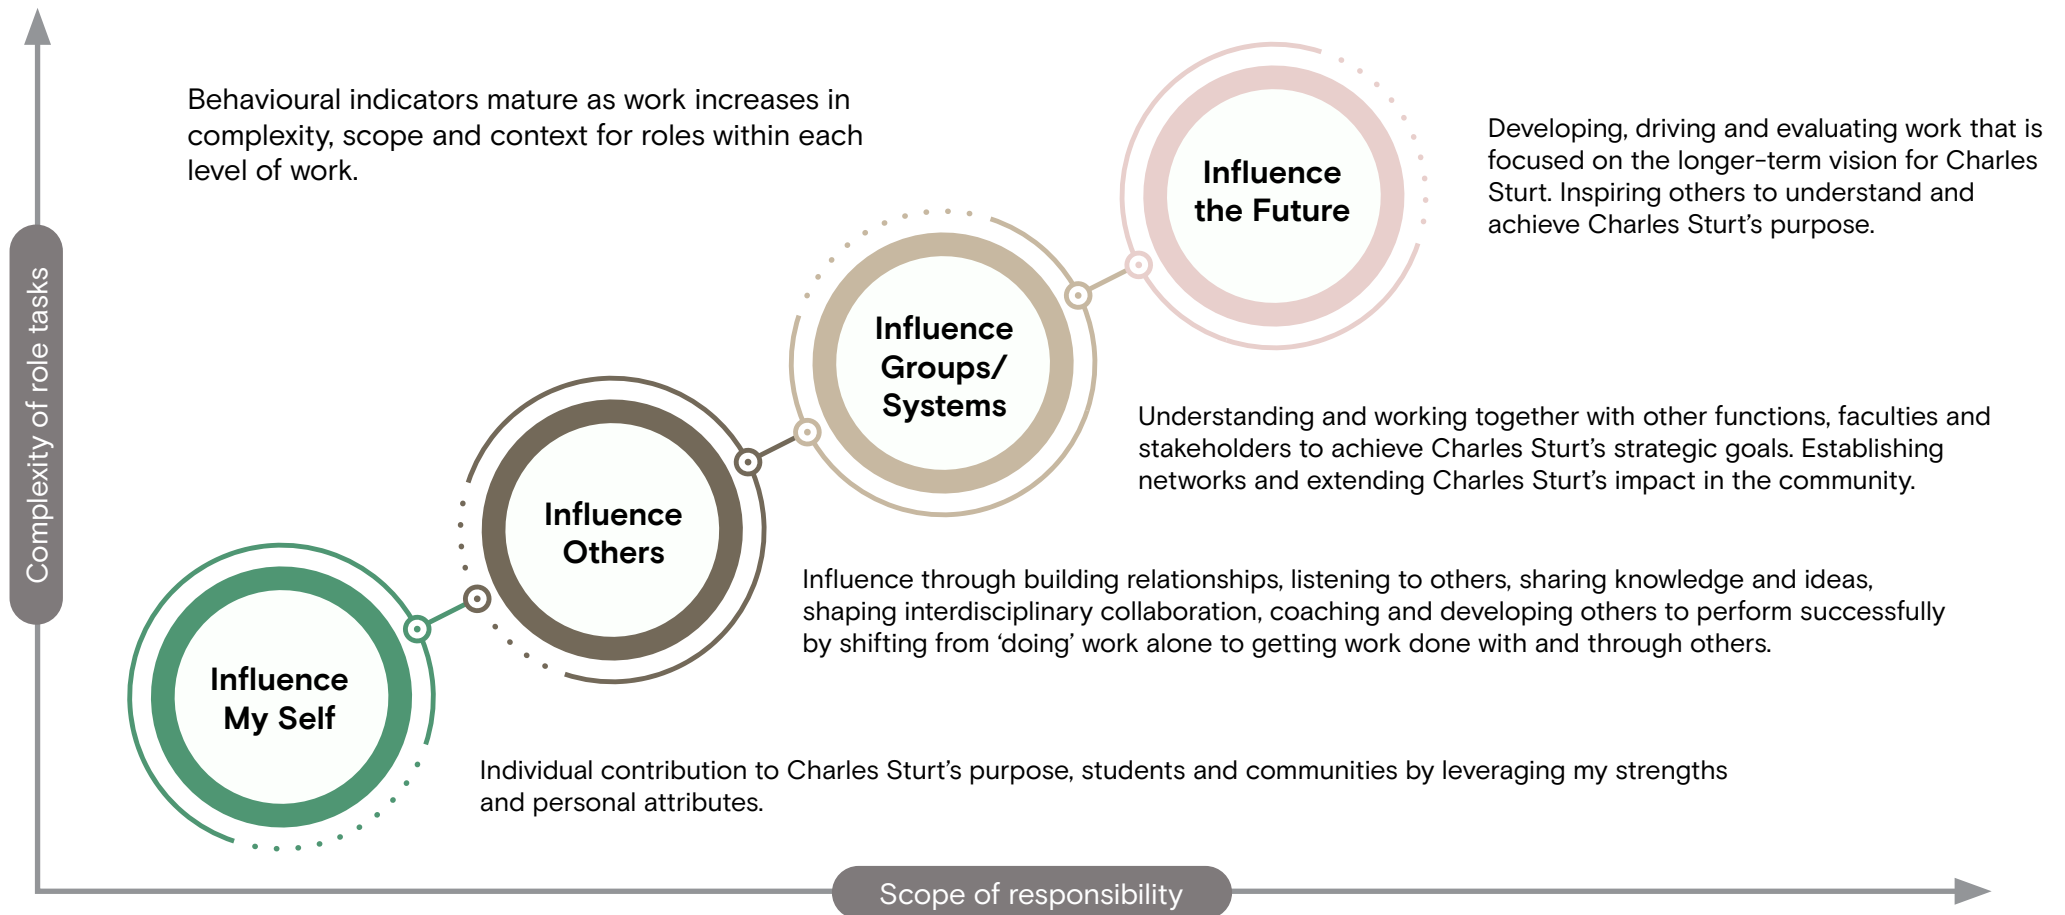 Behavioural indicators mature as work increases in
complexity, scope and context for roles within each
level of work.
Complexity of role tasks
Influence
the Future
Developing, driving and evaluating work that is
focused on the longer-term vision for Charles
Sturt. Inspiring others to understand and
achieve Charles Sturt’s purpose.
Influence
Groups/
Systems
Understanding and working together with other functions, faculties and
stakeholders to achieve Charles Sturt’s strategic goals. Establishing
networks and extending Charles Sturt’s impact in the community.
Influence
Others
Influence through building relationships, listening to others, sharing knowledge and ideas,
shaping interdisciplinary collaboration, coaching and developing others to perform successfully
by shifting from ‘doing’ work alone to getting work done with and through others.
Influence
My Self
Individual contribution to Charles Sturt’s purpose, students and communities by leveraging my strengths
and personal attributes.
Scope of responsibility